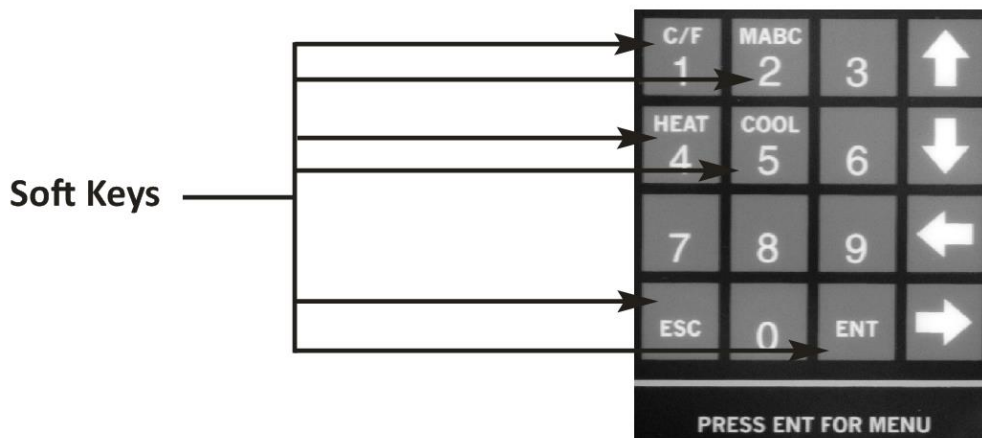 C/F MABC
1 2 3
HEAT COOL
4 5 6
Soft Keys
7 8 9
ESC 0 ENT
PRESS ENT FOR MENU